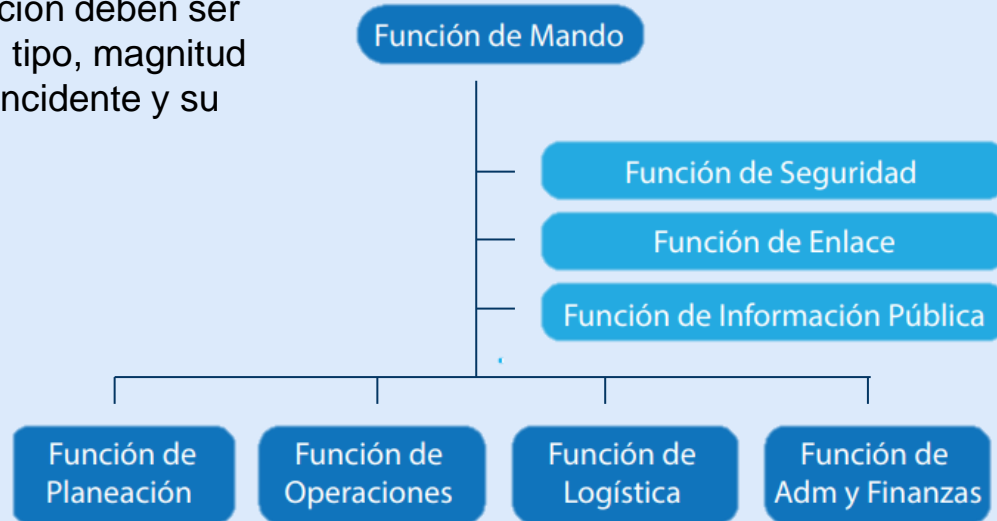 ción deben ser
tipo, magnitud
ncidente y su
Función de Mando
Función de Seguridad
Función de Enlace
Función de Información Pública
Función de
Planeación
Función de
Operaciones
Función de
Logística
Función de
Adm y Finanzas